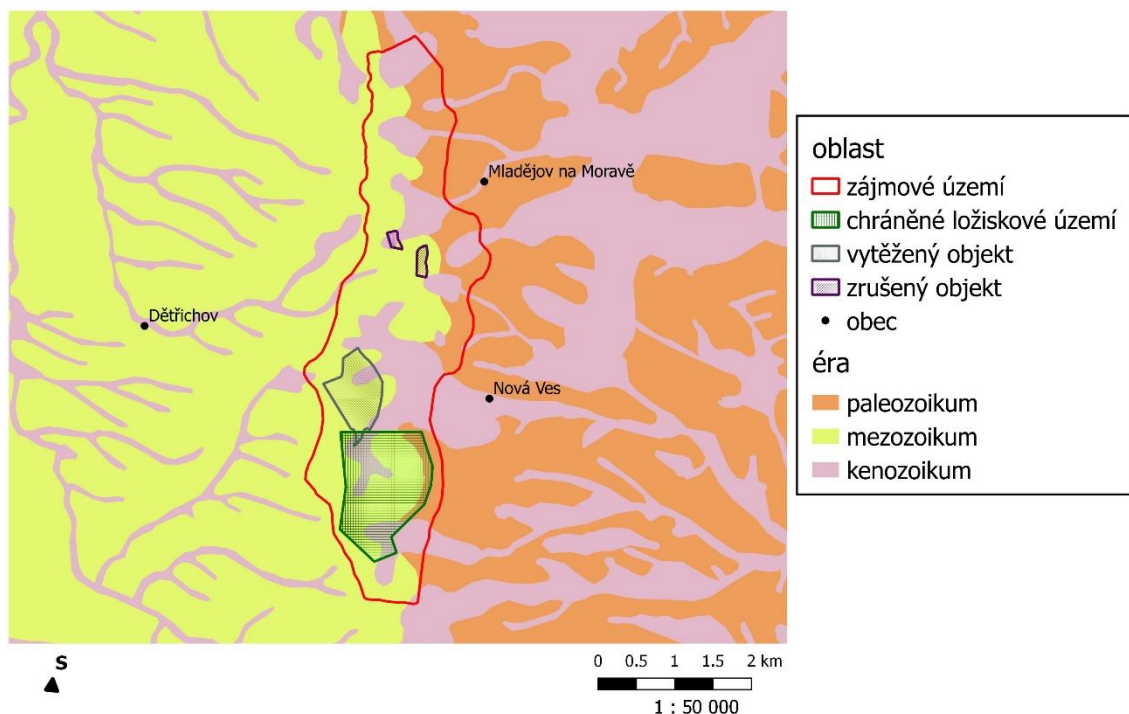 Mladějov na Moravě
Dětřichov
Nová Ves
oblast
zájmové území
chráněné ložiskové území
vytěžený objekt
zrušený objekt
obec
éra
paleozoikum
mezozoikum
kenozoikum
S
0 0.5 1 1.5 2 km
1 : 50 000